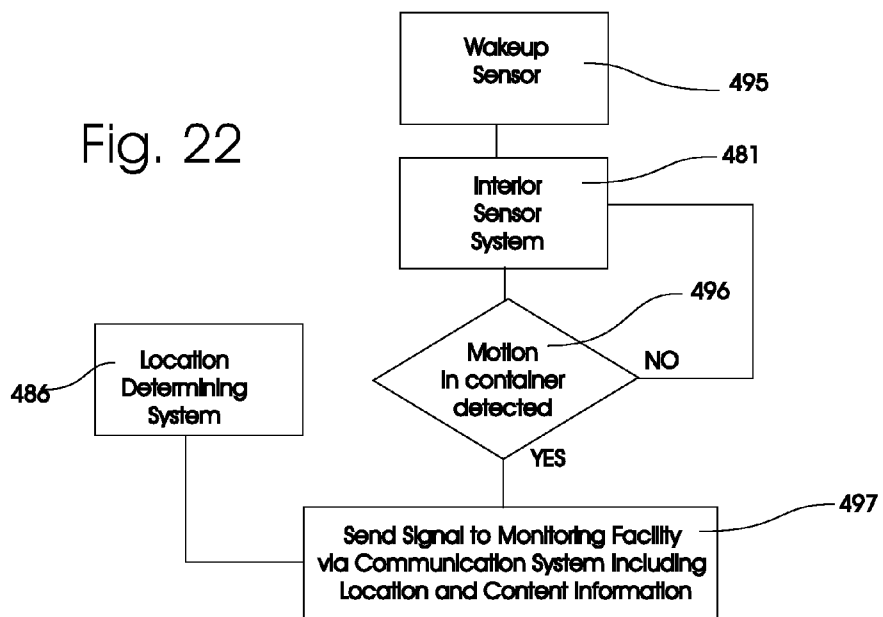 Wakeup
Sensor
495
Fig. 22
481
Interior
Sensor
System
496
Motion
in container
detected
NO
Location
Determining
System
486
YES
497
Send Signal to Monitoring Facility
via Communication System including
Location and Content Information